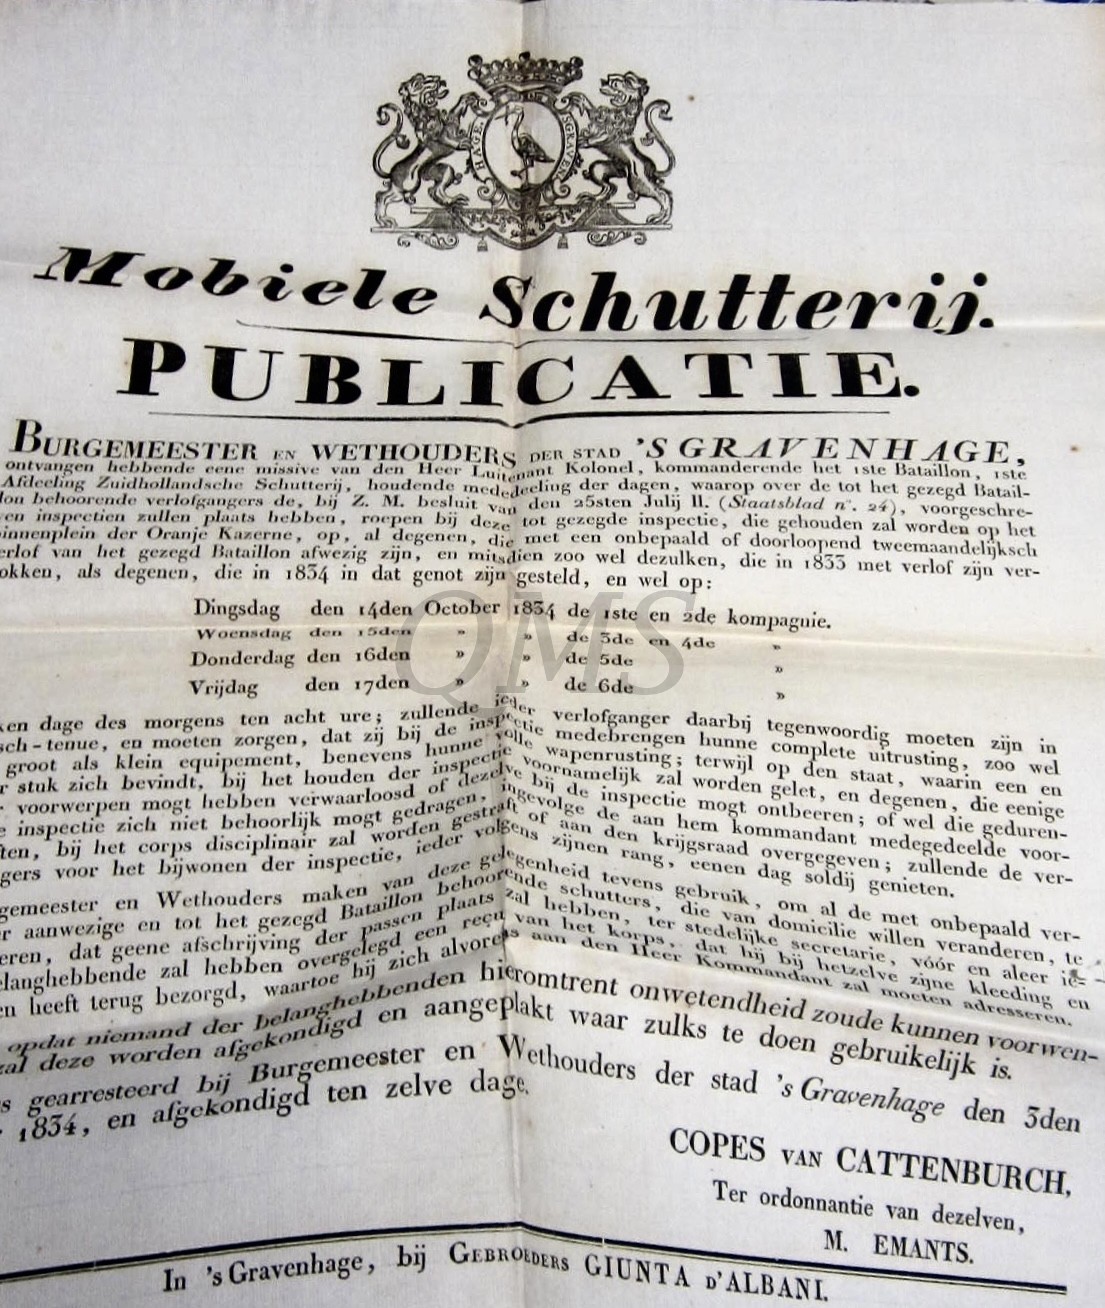 HAGE. SGRAVEN
Mobiele Schutterij.
PUBLICATIE.
BURGEMEESTER EN WETHOUDERS DER STAD 'S GRAVENHAGE,
ontvangen hebbende eene missive van den Heer Luitenant Kolonel, kommanderende het 1ste Bataillon, 1ste
Afdeeling Zuidhollandsche Schutterij, houdende mededeeling der dagen, waarop over de tot het gezegd Batail-
lon behoorende verlofgangers de, bij Z. M. besluit van den 25sten Julij ll. (Staatsblad n°. 24), voorgeschre-
en inspectien zullen plaats hebben, roepen bij deze tot gezegde inspectie, die gehouden zal worden op het
innenplein der Oranje Kazerne, op, al degenen, die met een onbepaald of doorloopend tweemaandelijksch
erlof van het gezegd Bataillon afwezig zijn, en mitsdien zoo wel dezulken, die in 1833 met verlof zijn ver-
okken, als degenen, die in 1834 in dat genot zijn gesteld, en wel op:
Dingsdag den 14den October 1834 de 1ste en 2de kompagnie.
Woensdag den 15den » » de 3de en 4de »
Donderdag den 16den » » de 5de »
Vrijdag den 17den » » de 6de »
QMS
ken dage des morgens ten acht ure; zullende ieder verlofganger daarbij tegenwoordig moeten zijn in
sch-tenue, en moeten zorgen, dat zij bij de inspectie medebrengen hunne complete uitrusting, zoo wel
groot als klein equipement, benevens hunne volle wapenrusting; terwijl op den staat, waarin een en
r stuk zich bevindt, bij het houden der inspectie voornamelijk zal worden gelet, en degenen, die eenige
r voorwerpen mogt hebben verwaarloosd of dezelve bij de inspectie mogt ontbeeren; of wel die geduren-
e inspectie zich niet behoorlijk mogt gedragen, ingevolge de aan hem kommandant medegedeelde voor-
ften, bij het corps disciplinair zal worden gestraft of aan den krijgsraad overgegeven; zullende de ver-
gers voor het bijwonen der inspectie, ieder volgens zijnen rang, eenen dag soldij genieten.
gemeester en Wethouders maken van deze gelegenheid tevens gebruik, om al de met onbepaald ver-
r aanwezige en tot het gezegd Bataillon behoorende schutters, die van domicilie willen veranderen, te
eren, dat geene afschrijving der passen plaats zal hebben, ter stedelijke secretarie, vóór en aleer ie-
elanghebbende zal hebben overgelegd een reçu van het korps, dat hij bij hetzelve zijne kleeding en
en heeft terug bezorgd, waartoe hij zich alvorens aan den Heer Kommandant zal moeten adresseren.
opdat niemand der belanghebbenden hieromtrent onwetendheid zoude kunnen voorwen-
zal deze worden afgekondigd en aangeplakt waar zulks te doen gebruikelijk is.
s gearresteerd bij Burgemeester en Wethouders der stad 's Gravenhage den 3den
r 1834, en afgekondigd ten zelve dage.
COPES VAN CATTENBURCH,
Ter ordonnantie van dezelven,
M. EMANTS.
In 's Gravenhage, bij GEBROEDERS GIUNTA D'ALBANI.